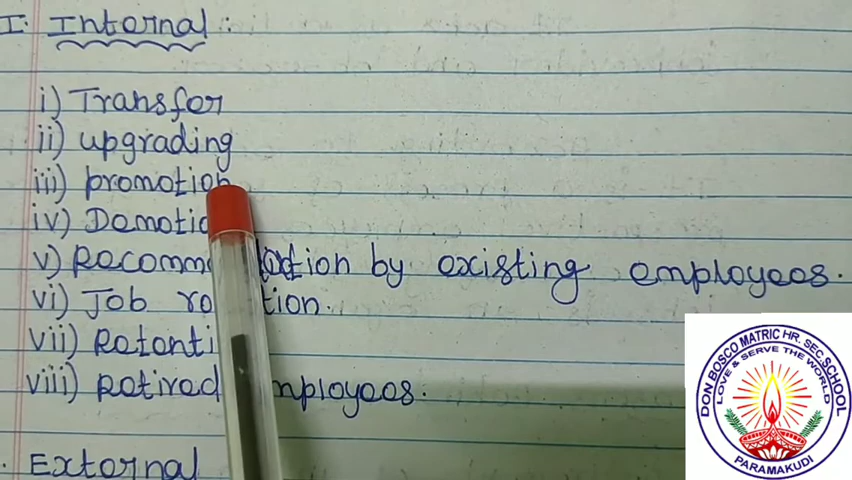 I. Internal:
i) Transfer
ii) upgrading
iii) promotion
iv) Demotio
v) Recomm ation by existing employees.
vi) Job ro tion.
vii) Retenti
viii) Retired mployees.
External
DON BOSCO MATRIC HR. SEC. SCHOOL
LOVE & SERVE THE WORLD
PARAMAKUDI